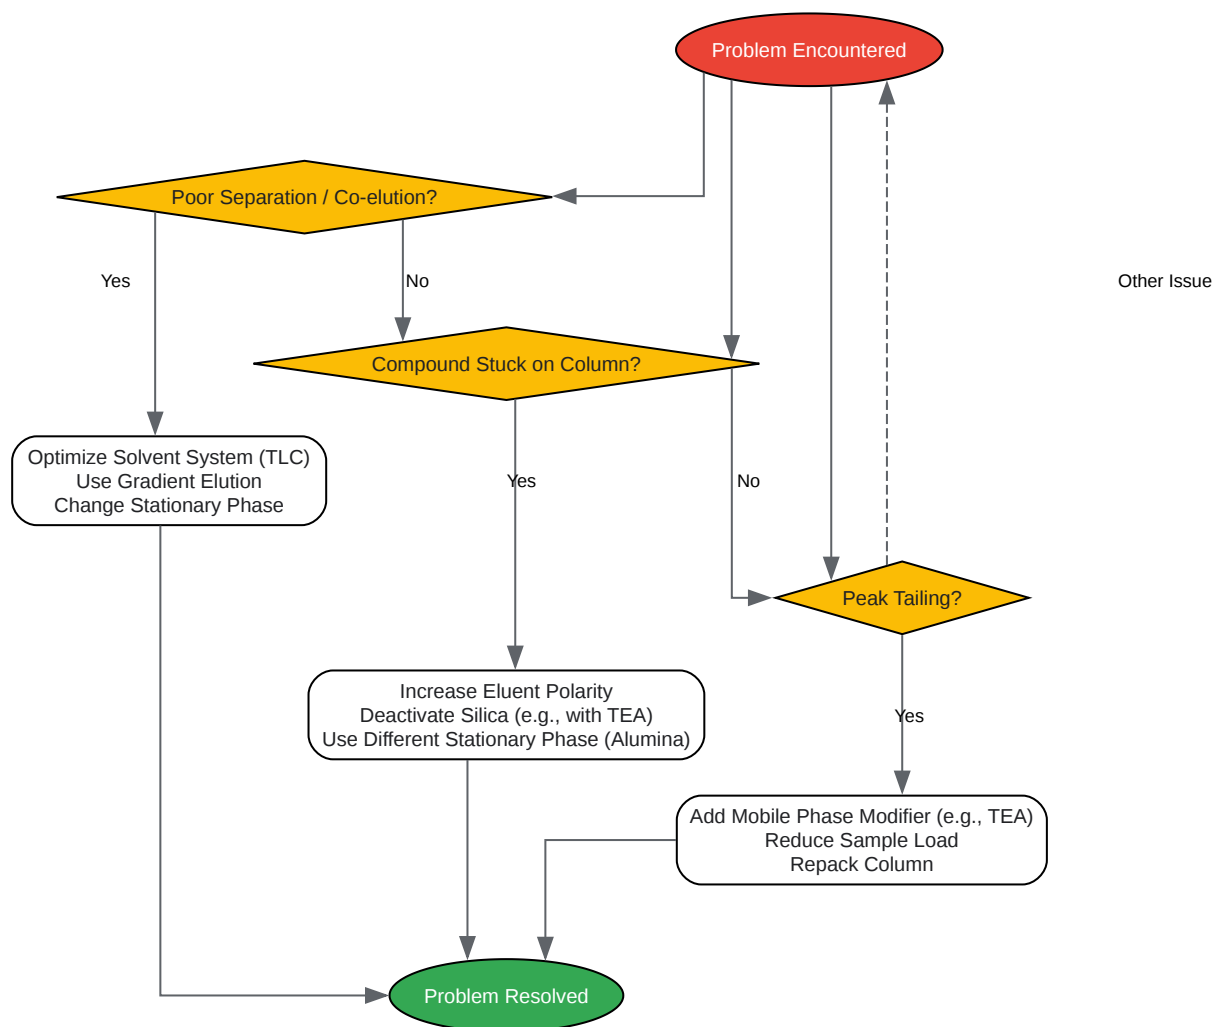 Problem Encountered
Poor Separation / Co-elution?
Yes
No
Other Issue
Compound Stuck on Column?
Optimize Solvent System (TLC)
Use Gradient Elution
Change Stationary Phase
Yes
No
Peak Tailing?
Increase Eluent Polarity
Deactivate Silica (e.g., with TEA)
Use Different Stationary Phase (Alumina)
Yes
Add Mobile Phase Modifier (e.g., TEA)
Reduce Sample Load
Repack Column
Problem Resolved